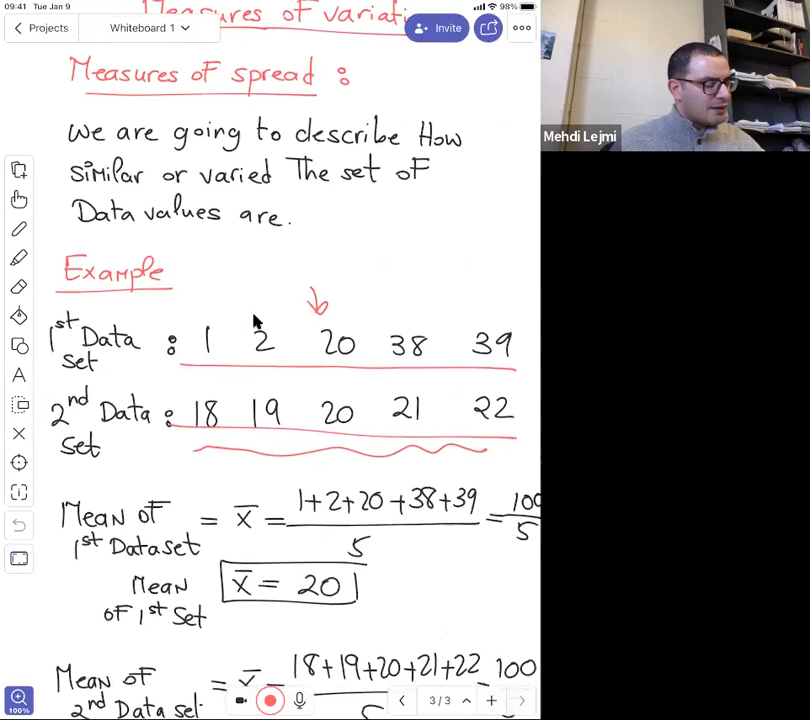 09:41 Tue Jan 9
98%
Measures of variati
Projects
Whiteboard 1
Invite
Measures of spread :
We are going to describe How
similar or varied The set of
Data values are.
Mehdi Lejmi
Example
1st Data set : 1 2 20 38 39
2nd Data set : 18 19 20 21 22
Mean of 1st Dataset = x̄ = 1+2+20+38+39 / 5 = 100 / 5
Mean of 1st Set x̄ = 20
Mean of 2nd Data set = x̄ = 18+19+20+21+22 / 5 = 100
A
100%
3/3